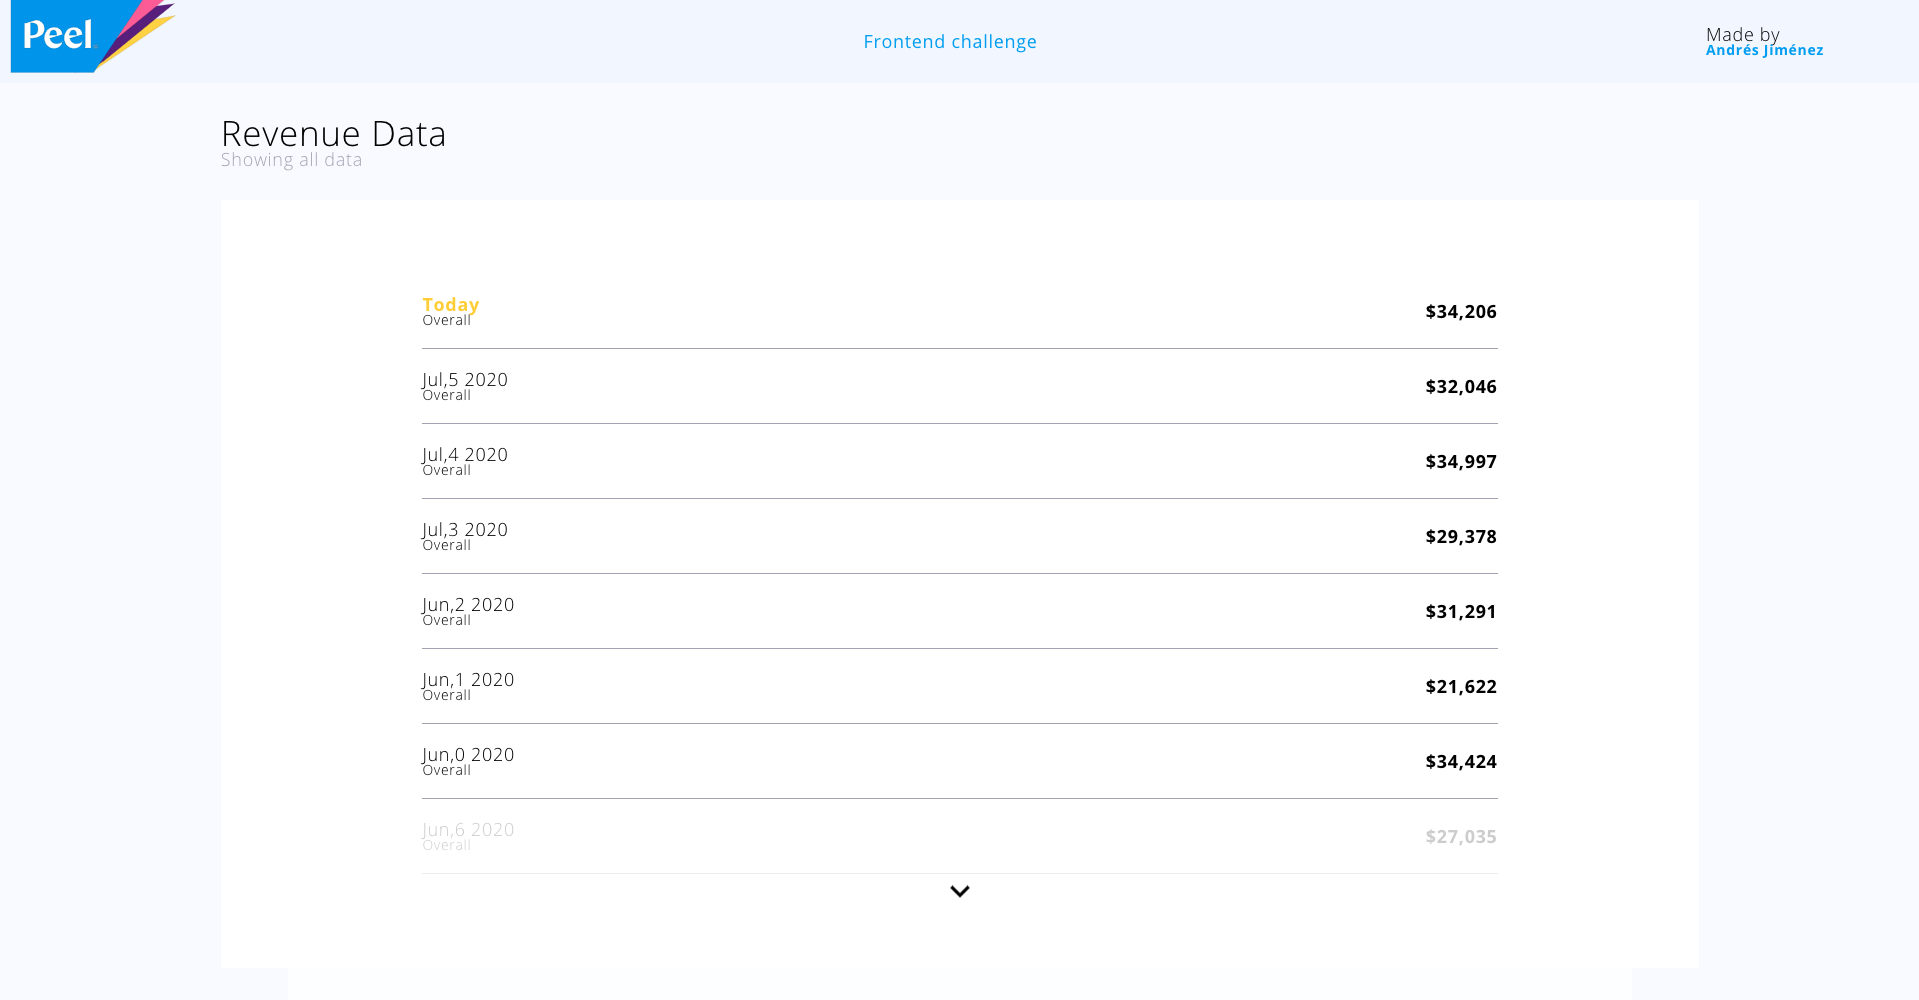 Peel
Frontend challenge
Made by
Andrés Jiménez
Revenue Data
Showing all data
Today
Overall
$34,206
Jul,5 2020
Overall
$32,046
Jul,4 2020
Overall
$34,997
Jul,3 2020
Overall
$29,378
Jun,2 2020
Overall
$31,291
Jun,1 2020
Overall
$21,622
Jun,0 2020
Overall
$34,424
Jun,6 2020
Overall
$27,035